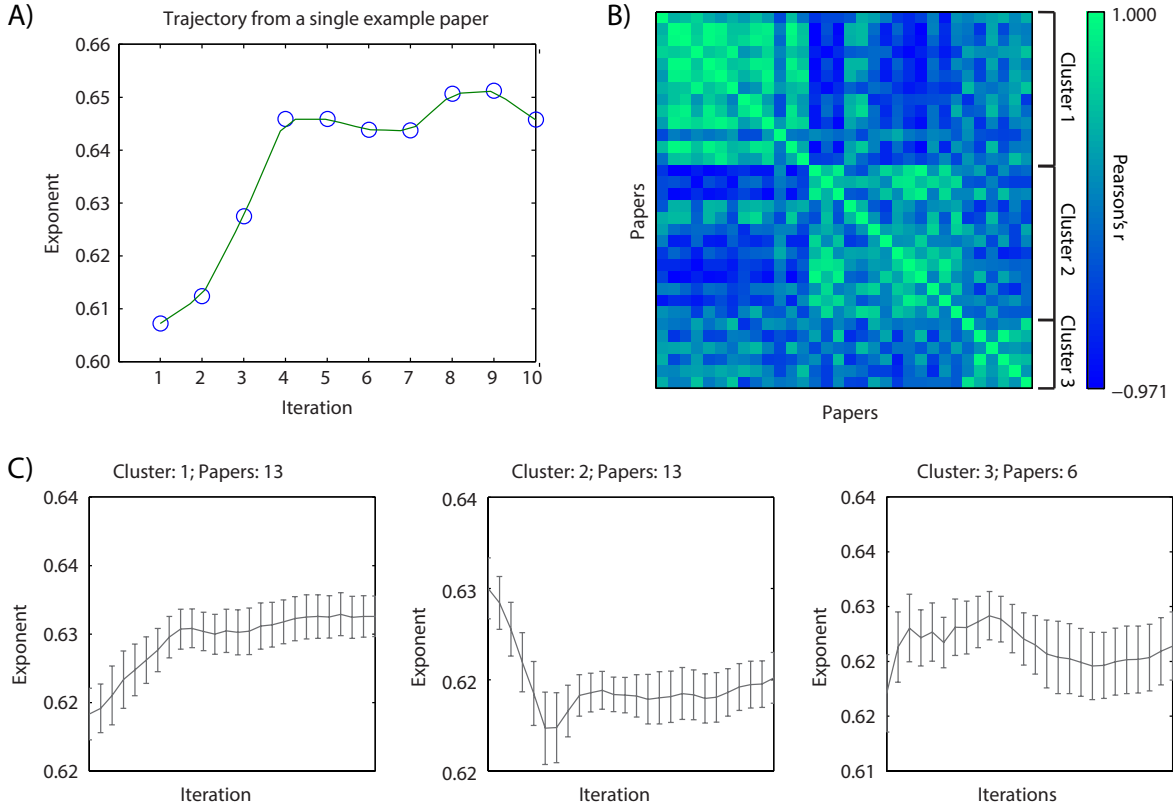 A)
Trajectory from a single example paper
0.66
0.65
0.64
0.63
0.62
0.61
0.60
Exponent
1 2 3 4 5 6 7 8 9 10
Iteration
B)
Papers
Papers
Cluster 1
Cluster 2
Cluster 3
1.000
Pearson's r
−0.971
C)
Cluster: 1; Papers: 13
0.64
0.64
0.63
0.62
0.62
Exponent
Iteration
Cluster: 2; Papers: 13
0.64
0.63
0.62
0.62
Exponent
Iteration
Cluster: 3; Papers: 6
0.64
0.64
0.63
0.62
0.62
0.61
Exponent
Iterations